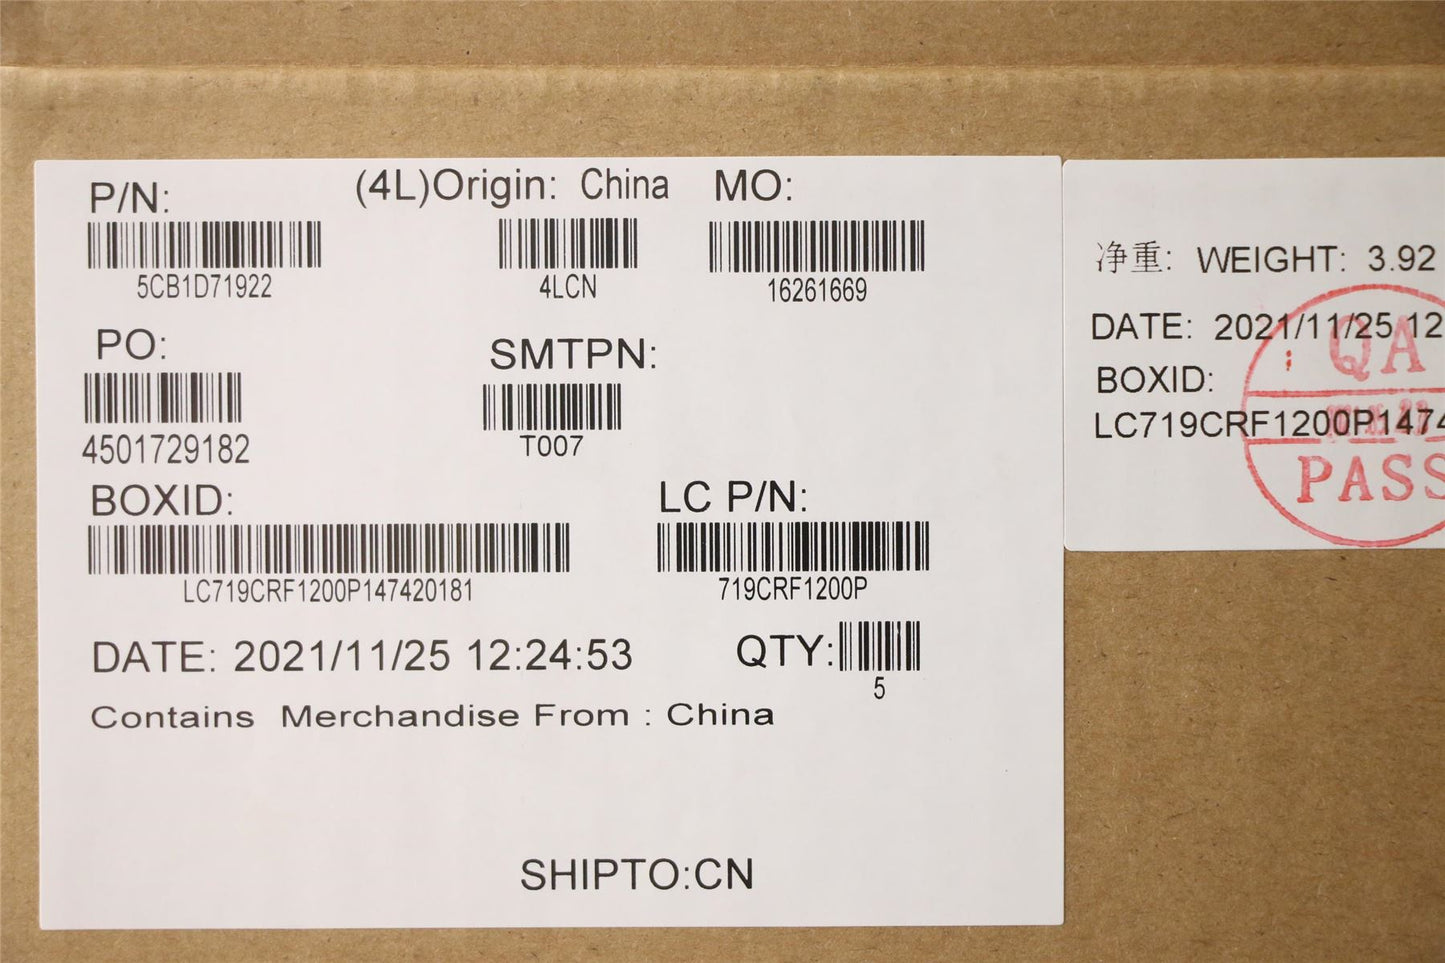 P/N:
(4L)Origin: China
MO:
5CB1D71922
4LCN
16261669
PO:
SMTPN:
4501729182
T007
BOXID:
LC P/N:
LC719CRF1200P147420181
719CRF1200P
DATE: 2021/11/25 12:24:53
QTY:
5
Contains Merchandise From : China
SHIPTO:CN
净重: WEIGHT: 3.92
DATE: 2021/11/25 12
BOXID:
LC719CRF1200P1474
QA
PASS